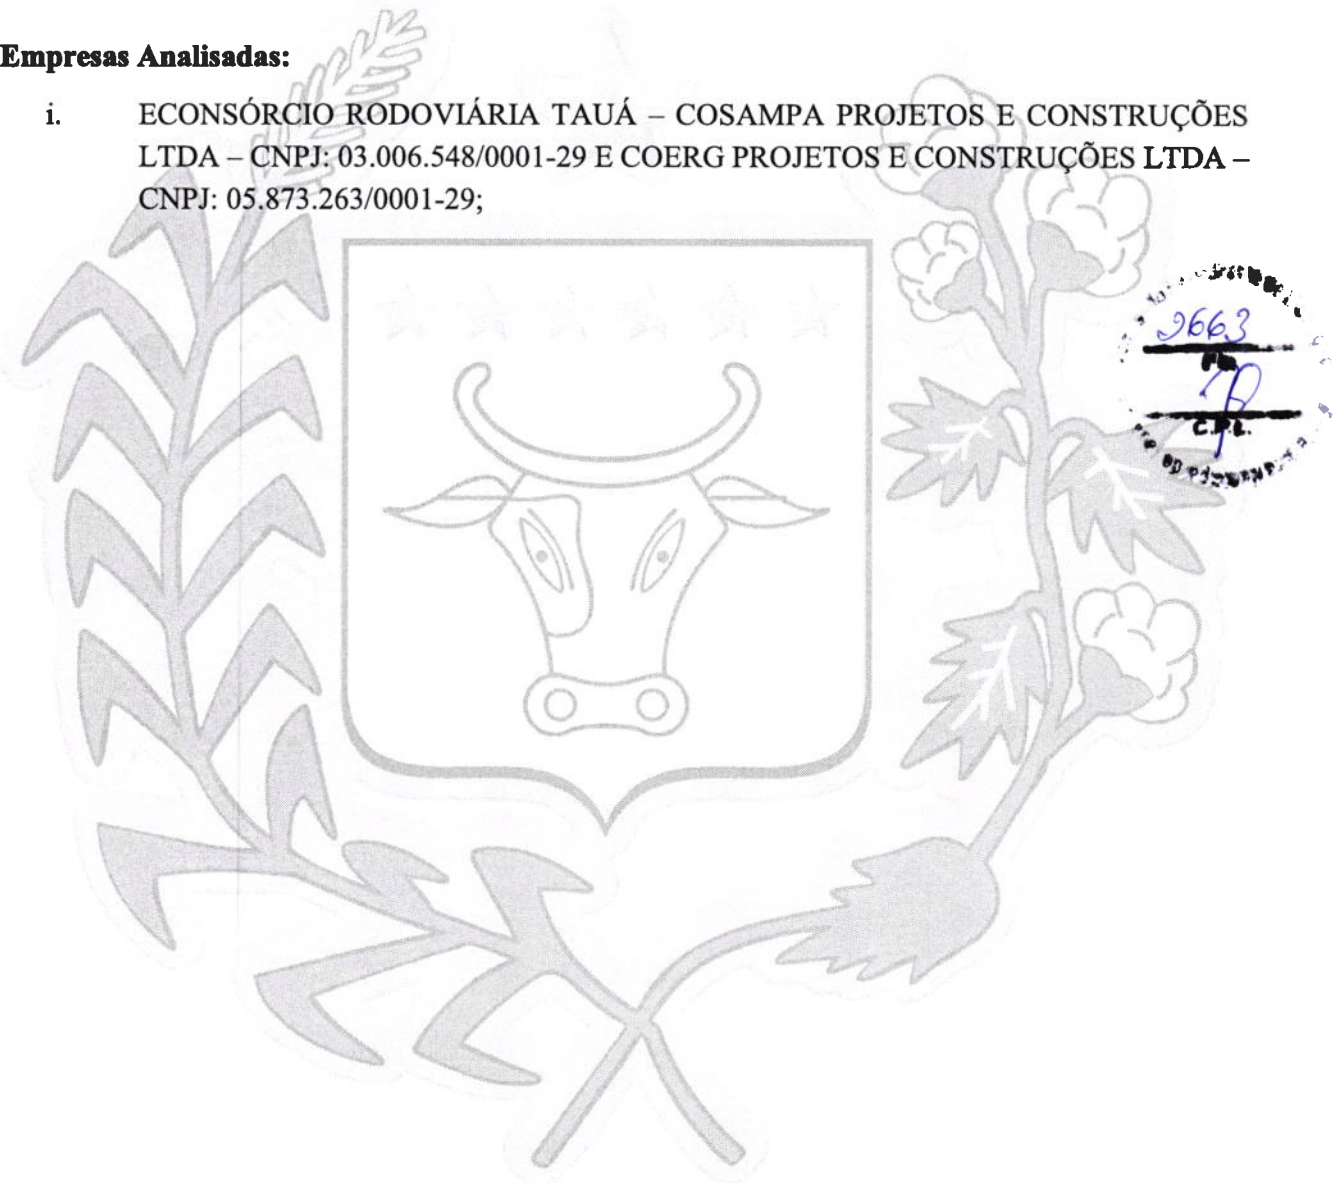 Empresas Analisadas:
i. ECONSÓRCIO RODOVIÁRIA TAUÁ – COSAMPA PROJETOS E CONSTRUÇÕES
LTDA – CNPJ: 03.006.548/0001-29 E COERG PROJETOS E CONSTRUÇÕES LTDA –
CNPJ: 05.873.263/0001-29;
2663
C.P.L.